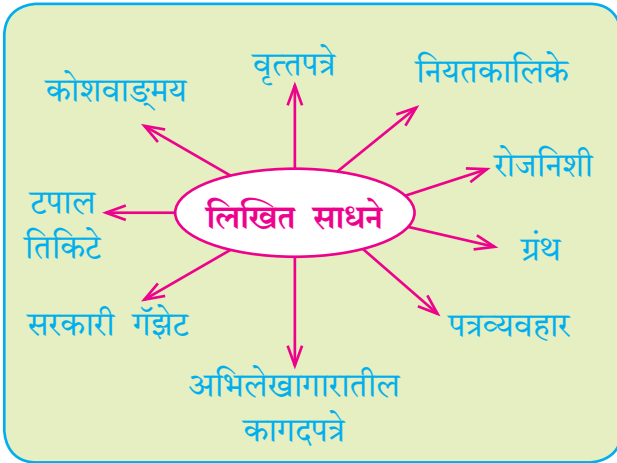 वृत्तपत्रे
नियतकालिके
कोशवाङ्मय
रोजनिशी
टपाल
तिकिटे
लिखित साधने
ग्रंथ
सरकारी गॅझेट
पत्रव्यवहार
अभिलेखागारातील
कागदपत्रे